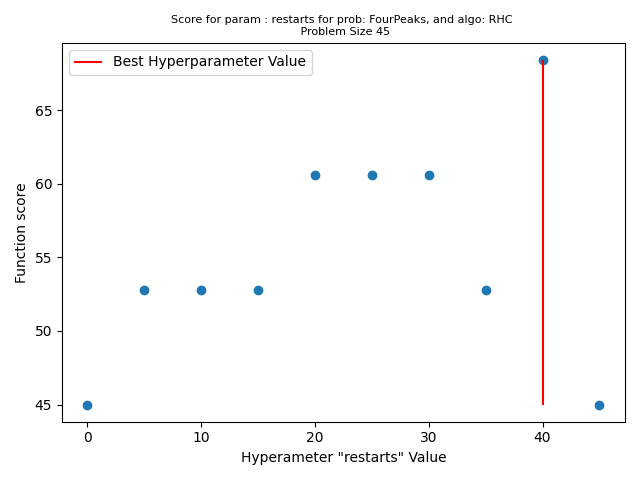 Score for param : restarts for prob: FourPeaks, and algo: RHC
Problem Size 45
Best Hyperparameter Value
Function score
65
60
55
50
45
0 10 20 30 40
Hyperameter "restarts" Value